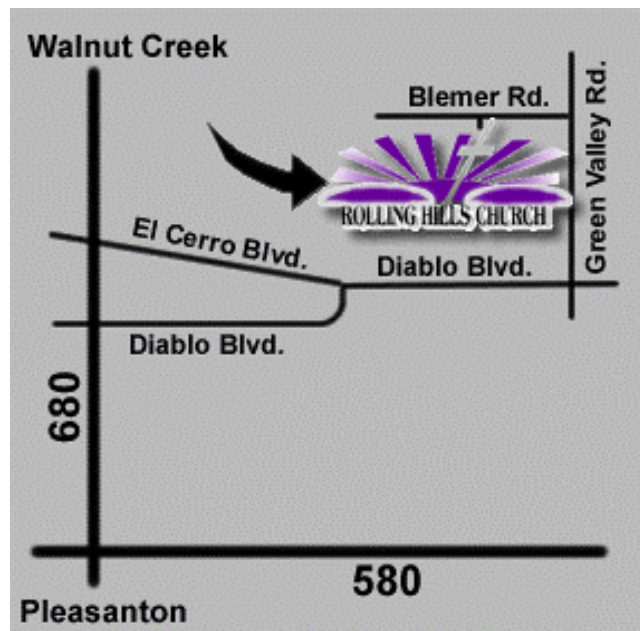 Walnut Creek
Blemer Rd.
Green Valley Rd.
ROLLING HILLS CHURCH
El Cerro Blvd.
Diablo Blvd.
Diablo Blvd.
680
580
Pleasanton